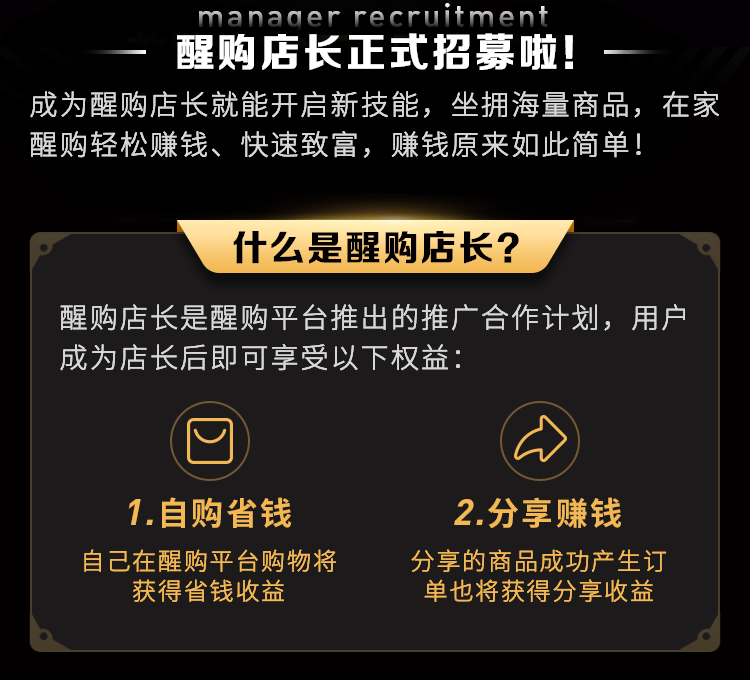 manager recruitment
醒购店长正式招募啦！
成为醒购店长就能开启新技能，坐拥海量商品，在家
醒购轻松赚钱、快速致富，赚钱原来如此简单！
什么是醒购店长？
醒购店长是醒购平台推出的推广合作计划，用户
成为店长后即可享受以下权益：
1.自购省钱
自己在醒购平台购物将
获得省钱收益
2.分享赚钱
分享的商品成功产生订
单也将获得分享收益